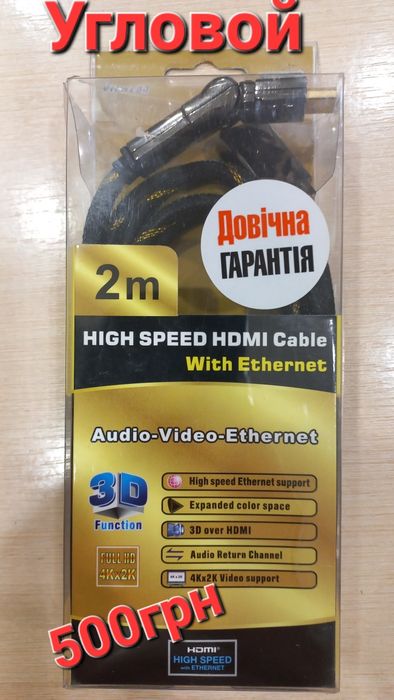 Угловой
Довічна
ГАРАНТІЯ
2m
HIGH SPEED HDMI Cable
With Ethernet
Audio-Video-Ethernet
3D
Function
High speed Ethernet support
Expanded color space
3D over HDMI
Audio Return Channel
4Kx2K Video support
FULL HD
4Kx2K
500грн
HDMI
HIGH SPEED
with ETHERNET